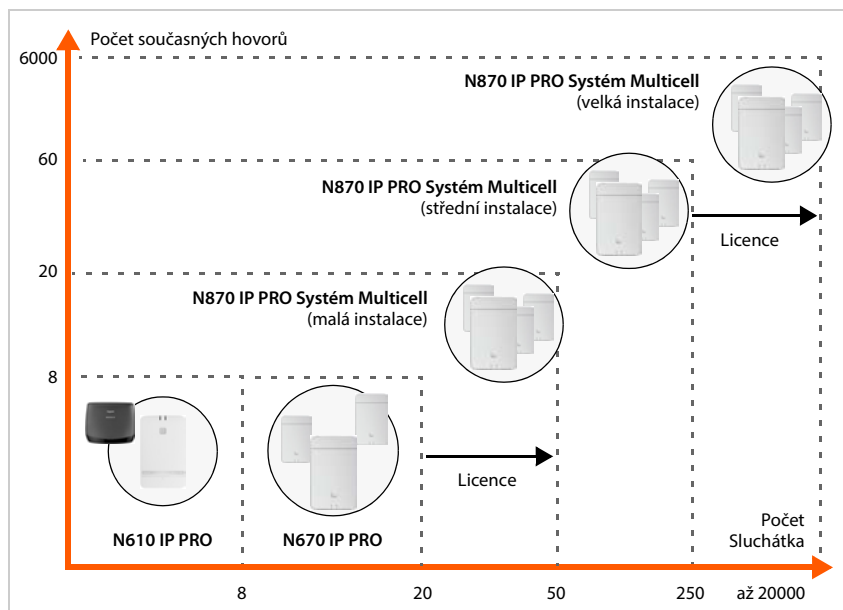 Počet současných hovorů
6000
N870 IP PRO Systém Multicell
(velká instalace)
60
N870 IP PRO Systém Multicell
(střední instalace)
Licence
20
N870 IP PRO Systém Multicell
(malá instalace)
8
Licence
N610 IP PRO
N670 IP PRO
Počet
Sluchátka
8
20
50
250
až 20000